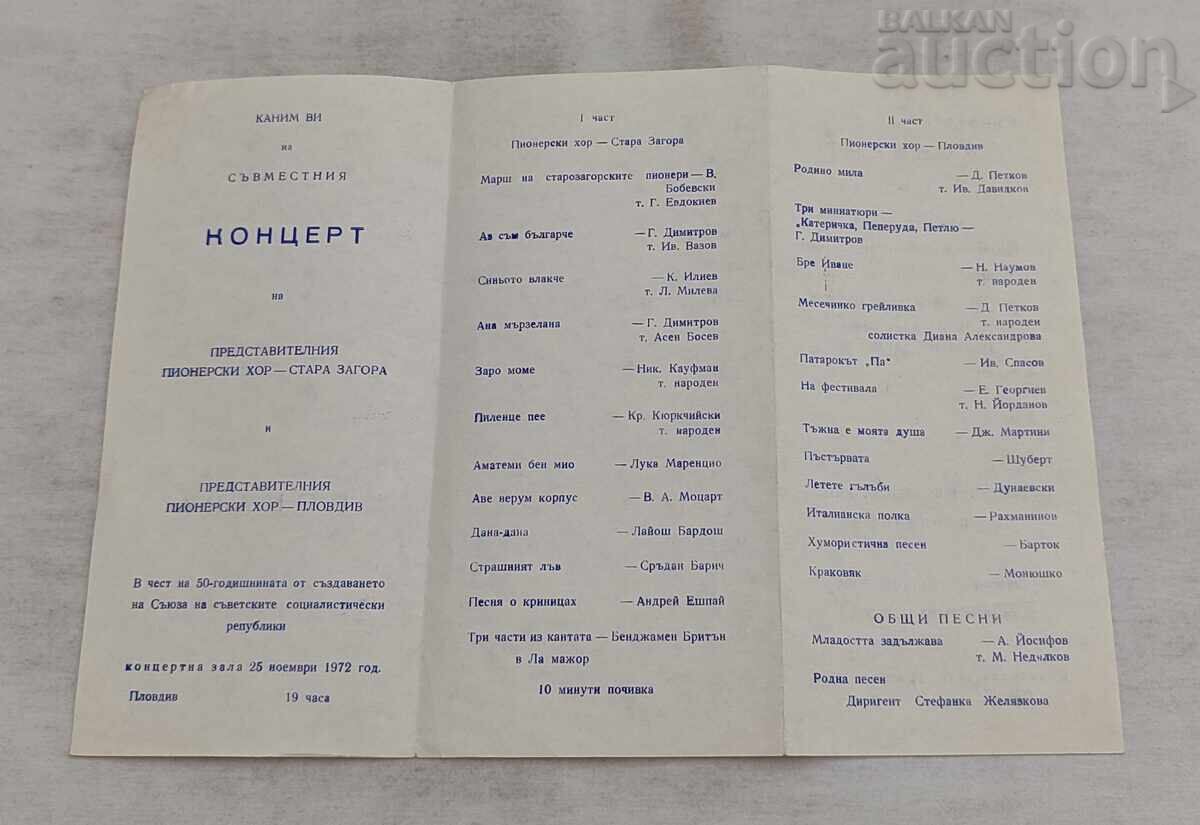 BALKAN
auction
КАНИМ ВИ
на
СЪВМЕСТНИЯ
КОНЦЕРТ
на
ПРЕДСТАВИТЕЛНИЯ
ПИОНЕРСКИ ХОР — СТАРА ЗАГОРА
и
ПРЕДСТАВИТЕЛНИЯ
ПИОНЕРСКИ ХОР — ПЛОВДИВ
В чест на 50-годишнината от създаването
на Съюза на съветските социалистически
републики
концертна зала 25 ноември 1972 год.
Пловдив 19 часа
I част
Пионерски хор — Стара Загора
Марш на старозагорските пионери — В.
Бобевски
т. Г. Евдокиев
Аз съм българче — Г. Димитров
т. Ив. Вазов
Синьото влакче — К. Илиев
т. Л. Милева
Ана мързелана — Г. Димитров
т. Асен Босев
Заро моме — Ник. Кауфман
т. народен
Пиленце пее — Кр. Кюркчийски
т. народен
Аматеми бен мио — Лука Маренцио
Аве верум корпус — В. А. Моцарт
Дана-дана — Лайош Бардош
Страшният лъв — Сръдан Барич
Песня о криницах — Андрей Ешпай
Три части из кантата — Бенджамен Бритън
в Ла мажор
10 минути почивка
II част
Пионерски хор — Пловдив
Родино мила — Д. Петков
т. Ив. Давидков
Три миниатюри —
„Катеричка, Пеперуда, Петлю —
Г. Димитров
Бре Иване — Н. Наумов
т. народен
Месечинко грейливка — Д. Петков
т. народен
солистка Диана Александрова
Патарокът „Па“ — Ив. Спасов
На фестивала — Е. Георгиев
т. Н. Йорданов
Тъжна е моята душа — Дж. Мартини
Пъстървата — Шуберт
Летете гълъби — Дунаевски
Италианска полка — Рахманинов
Хумористична песен — Барток
Краковяк — Монюшко
ОБЩИ ПЕСНИ
Младостта задължава — А. Йосифов
т. М. Недялков
Родна песен
Диригент Стефанка Желязкова